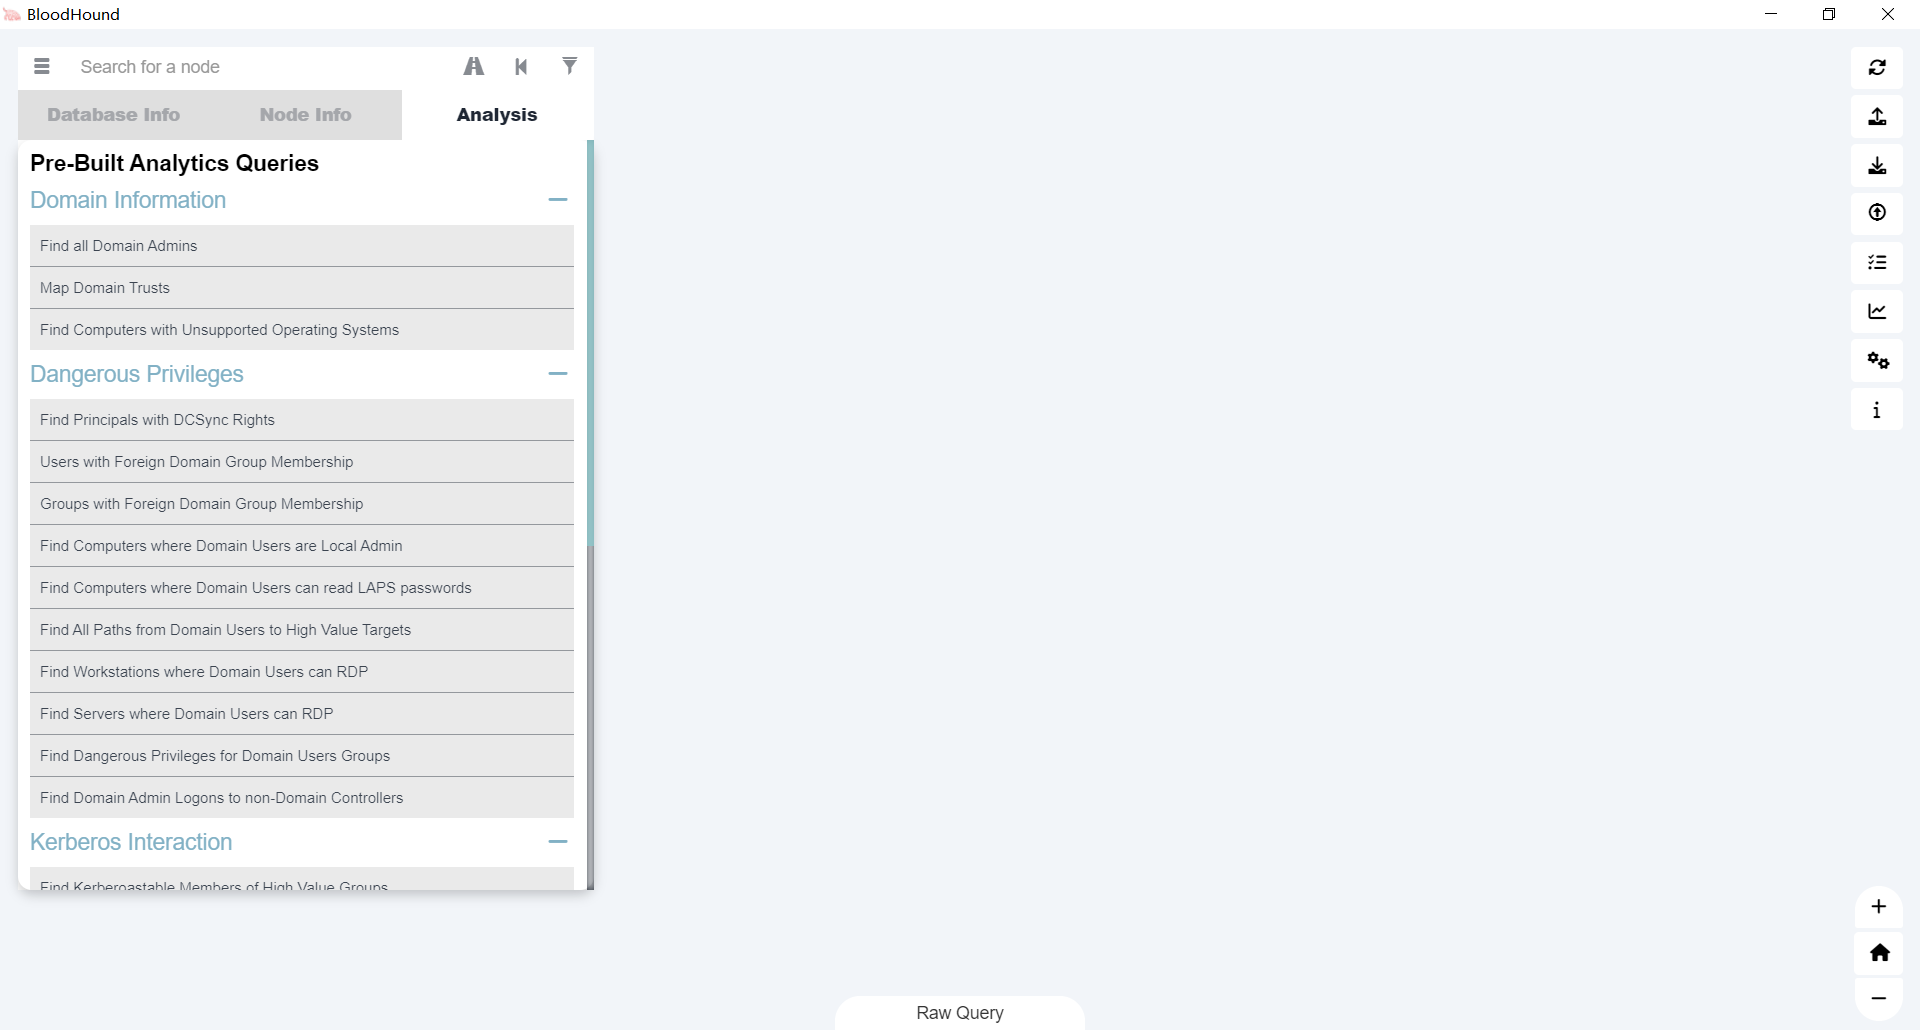 BloodHound
Search for a node
Database Info Node Info Analysis
Pre-Built Analytics Queries
Domain Information
Find all Domain Admins
Map Domain Trusts
Find Computers with Unsupported Operating Systems
Dangerous Privileges
Find Principals with DCSync Rights
Users with Foreign Domain Group Membership
Groups with Foreign Domain Group Membership
Find Computers where Domain Users are Local Admin
Find Computers where Domain Users can read LAPS passwords
Find All Paths from Domain Users to High Value Targets
Find Workstations where Domain Users can RDP
Find Servers where Domain Users can RDP
Find Dangerous Privileges for Domain Users Groups
Find Domain Admin Logons to non-Domain Controllers
Kerberos Interaction
Find Kerberoastable Members of High Value Groups
Raw Query